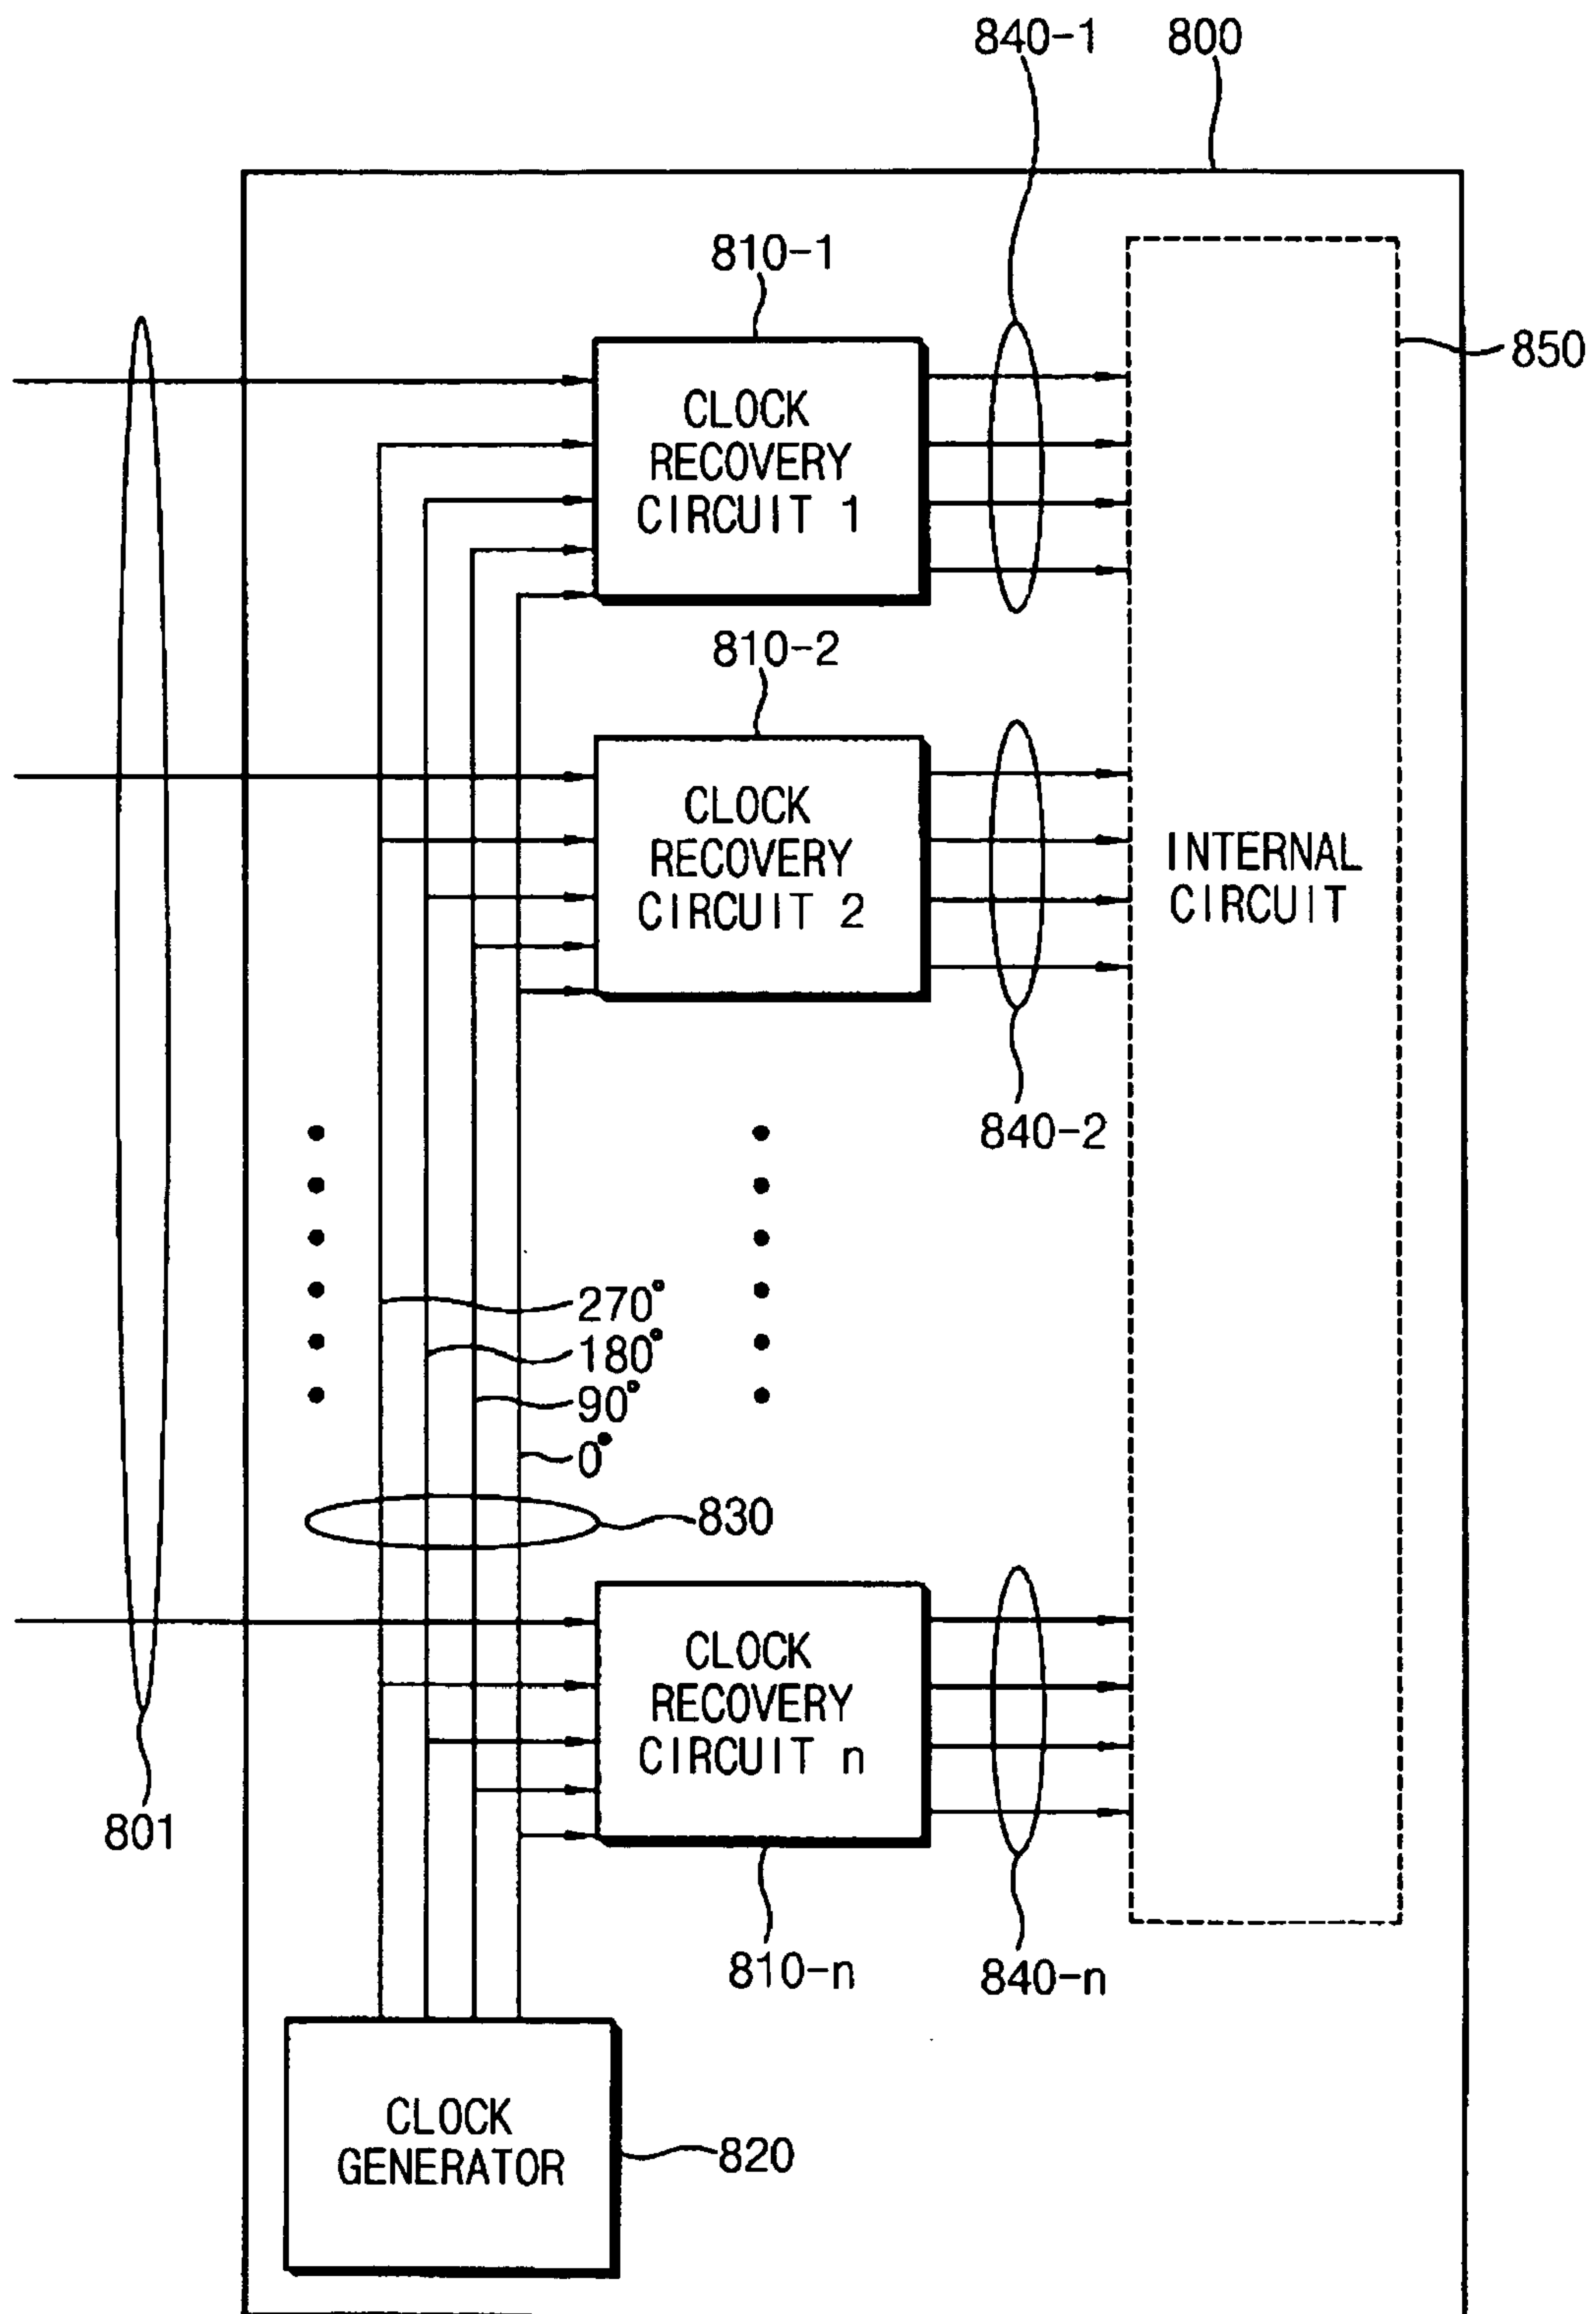 840-1 800
810-1
850
CLOCK
RECOVERY
CIRCUIT 1
810-2
CLOCK
RECOVERY
CIRCUIT 2
INTERNAL
CIRCUIT
840-2
270°
180°
90°
0°
830
CLOCK
RECOVERY
CIRCUIT n
801
810-n
840-n
CLOCK
GENERATOR
820